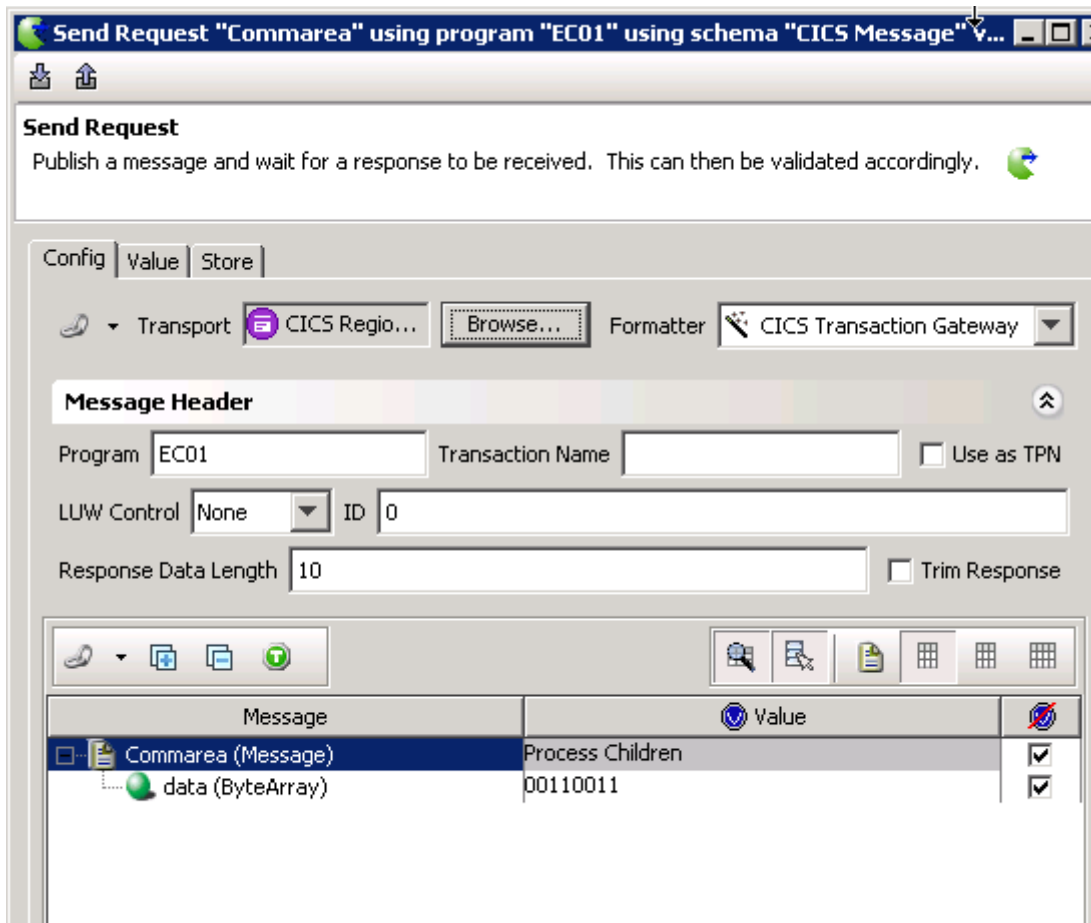 Send Request "Commarea" using program "EC01" using schema "CICS Message" v...
Send Request
Publish a message and wait for a response to be received. This can then be validated accordingly.
Config Value Store
Transport CICS Regio... Browse... Formatter CICS Transaction Gateway
Message Header
Program EC01 Transaction Name Use as TPN
LUW Control None ID 0
Response Data Length 10 Trim Response
Message Value
Commarea (Message) Process Children
data (ByteArray) 00110011